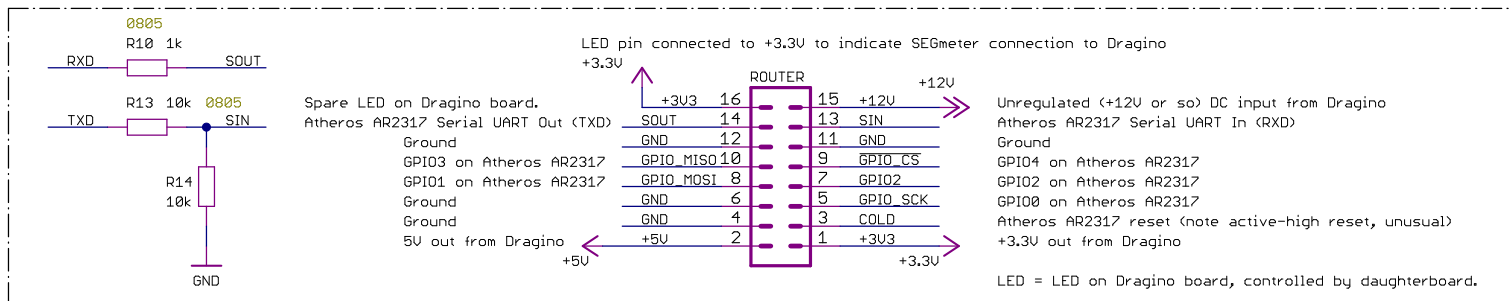 0805
R10 1k
RXD SOUT
R13 10k 0805
TXD SIN
R14
10k
GND
LED pin connected to +3.3V to indicate SEGmeter connection to Dragino
+3.3V
ROUTER
+12V
+3V3 16 15 +12V
Spare LED on Dragino board.
Unregulated (+12V or so) DC input from Dragino
Atheros AR2317 Serial UART Out (TXD) SOUT 14 13 SIN Atheros AR2317 Serial UART In (RXD)
Ground GND 12 11 GND Ground
GPIO3 on Atheros AR2317 GPIO_MISO 10 9 GPIO_CS GPIO4 on Atheros AR2317
GPIO1 on Atheros AR2317 GPIO_MOSI 8 7 GPIO2 GPIO2 on Atheros AR2317
Ground GND 6 5 GPIO_SCK GPIO0 on Atheros AR2317
Ground GND 4 3 COLD Atheros AR2317 reset (note active-high reset, unusual)
5V out from Dragino +5V 2 1 +3V3 +3.3V out from Dragino
+5V
+3.3V
LED = LED on Dragino board, controlled by daughterboard.